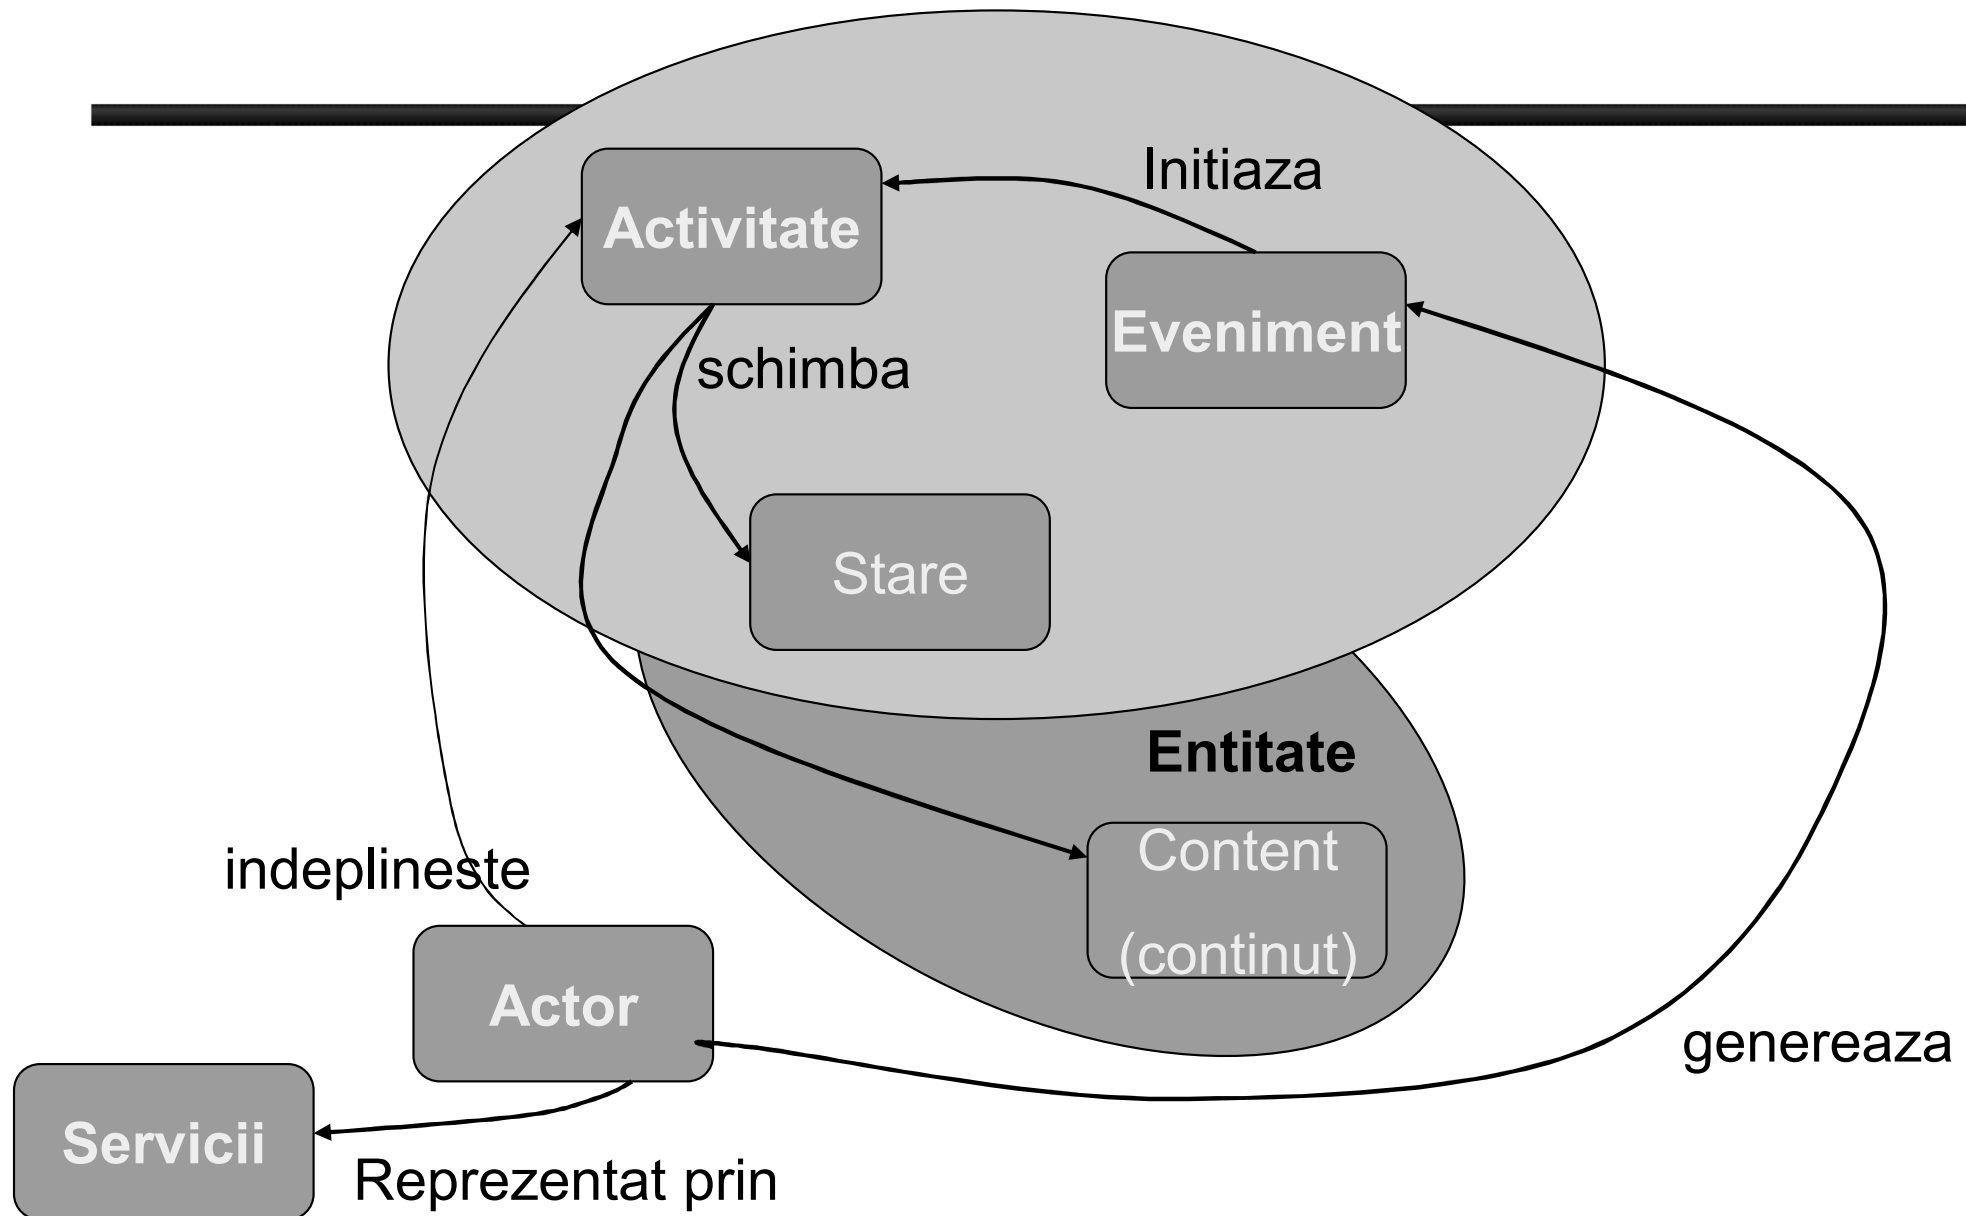 Initiaza
Activitate
Eveniment
schimba
Stare
Entitate
Content
(continut)
indeplineste
Actor
genereaza
Servicii
Reprezentat prin